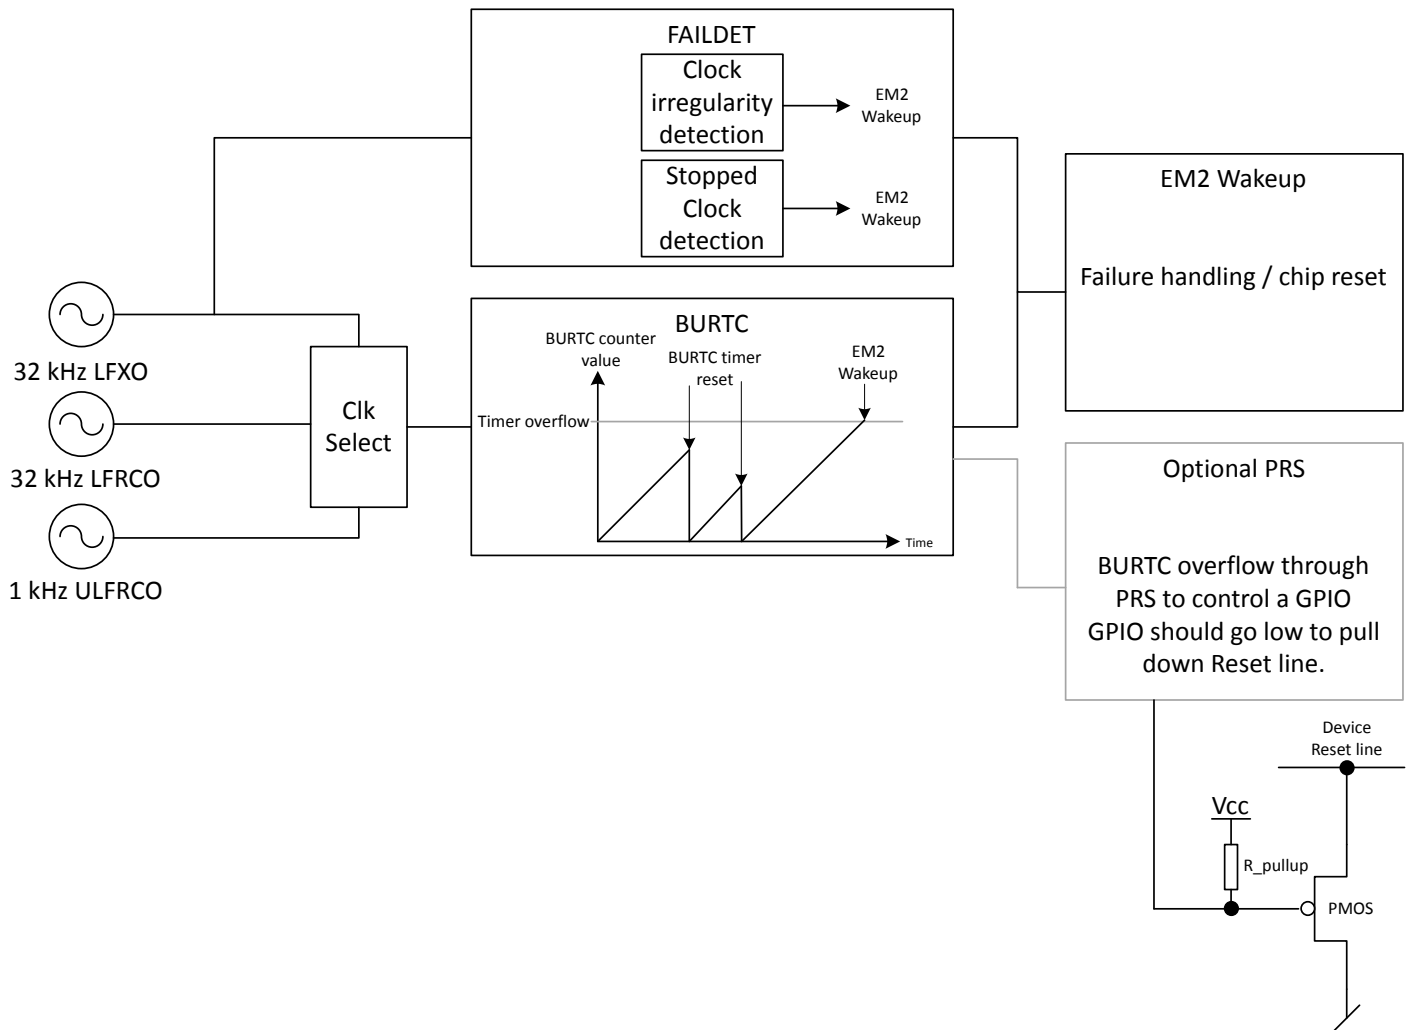 FAILDET
Clock
irregularity
detection
EM2
Wakeup
Stopped
Clock
detection
EM2
Wakeup
EM2 Wakeup
Failure handling / chip reset
32 kHz LFXO
32 kHz LFRCO
1 kHz ULFRCO
Clk
Select
BURTC
BURTC counter
value
BURTC timer
reset
EM2
Wakeup
Timer overflow
Time
Optional PRS
BURTC overflow through
PRS to control a GPIO
GPIO should go low to pull
down Reset line.
Device
Reset line
Vcc
R_pullup
PMOS